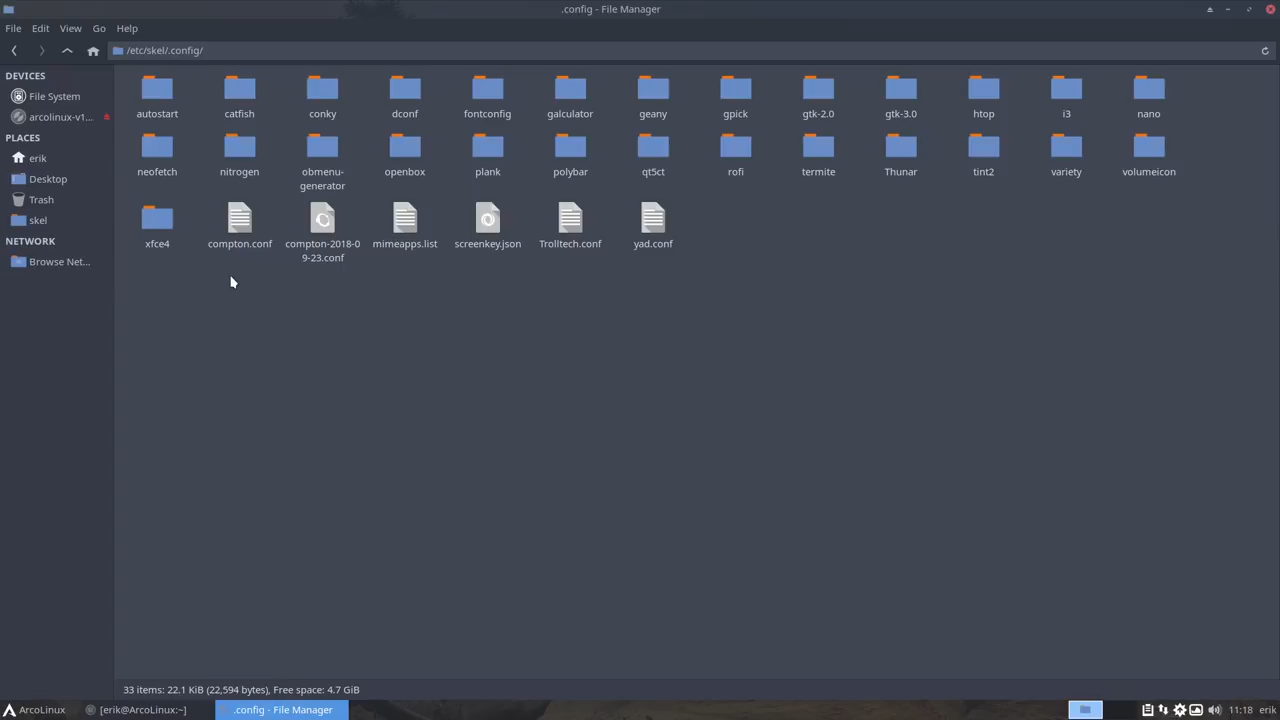 .config - File Manager
File Edit View Go Help
/etc/skel/.config/
DEVICES
File System
arcolinux-v1...
PLACES
erik
Desktop
Trash
skel
NETWORK
Browse Net...
autostart catfish conky dconf fontconfig galculator geany gpick gtk-2.0 gtk-3.0 htop i3 nano
neofetch nitrogen obmenu-generator openbox plank polybar qt5ct rofi termite Thunar tint2 variety volumeicon
xfce4 compton.conf compton-2018-09-23.conf mimeapps.list screenkey.json Trolltech.conf yad.conf
33 items: 22.1 KiB (22,594 bytes), Free space: 4.7 GiB
ArcoLinux [erik@ArcoLinux:~] .config - File Manager 11:18 erik